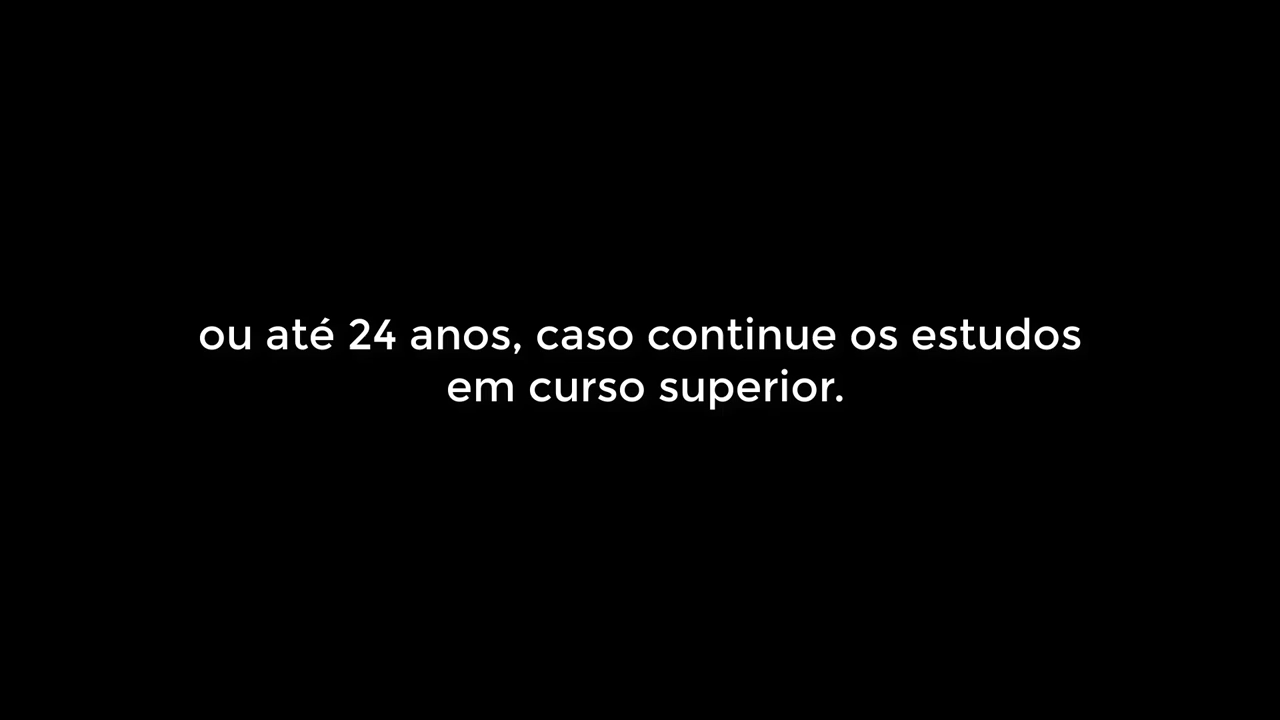 ou até 24 anos, caso continue os estudos
em curso superior.